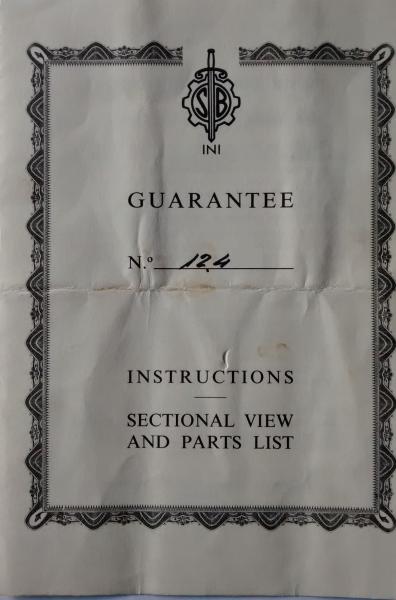 SB
INI
GUARANTEE
N.º 124
INSTRUCTIONS
SECTIONAL VIEW
AND PARTS LIST